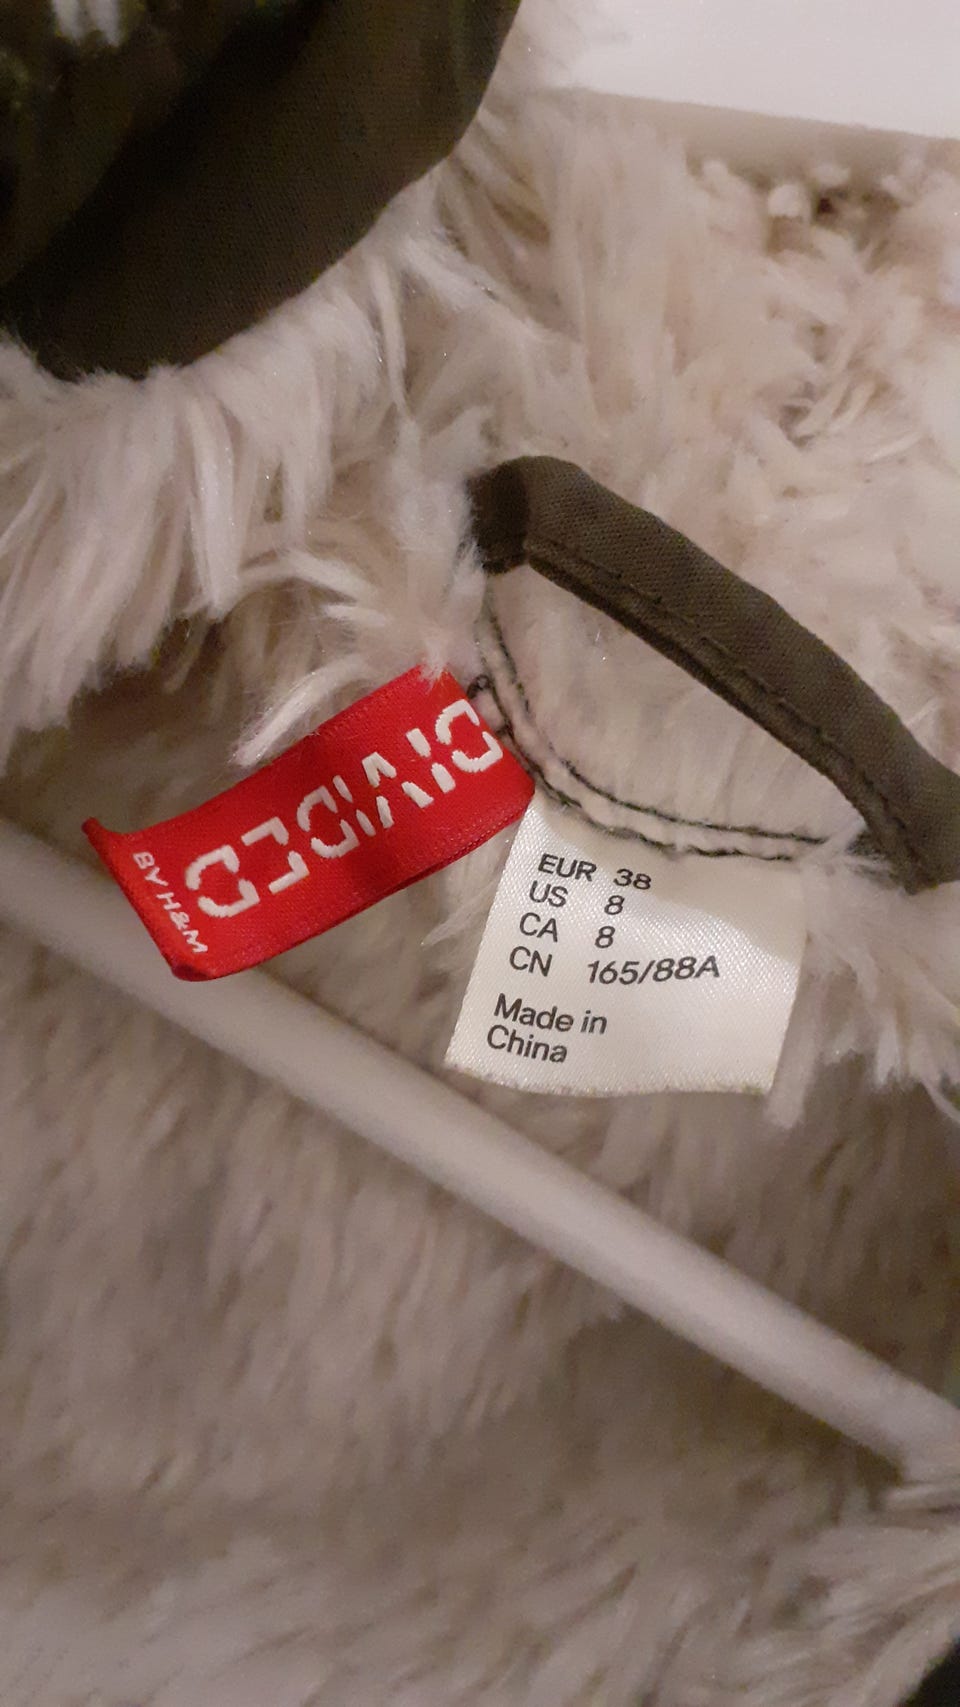 DIVIDED
BY H&M
EUR 38
US 8
CA 8
CN 165/88A
Made in
China